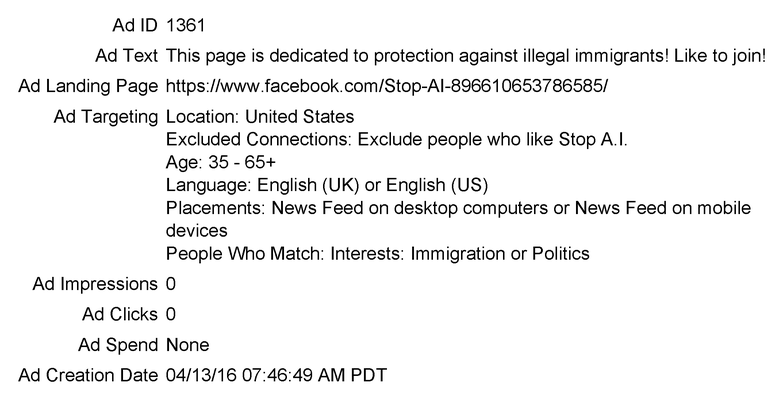 Ad ID 1361
Ad Text This page is dedicated to protection against illegal immigrants! Like to join!
Ad Landing Page https://www.facebook.com/Stop-AI-896610653786585/
Ad Targeting Location: United States
Excluded Connections: Exclude people who like Stop A.I.
Age: 35 - 65+
Language: English (UK) or English (US)
Placements: News Feed on desktop computers or News Feed on mobile
devices
People Who Match: Interests: Immigration or Politics
Ad Impressions 0
Ad Clicks 0
Ad Spend None
Ad Creation Date 04/13/16 07:46:49 AM PDT